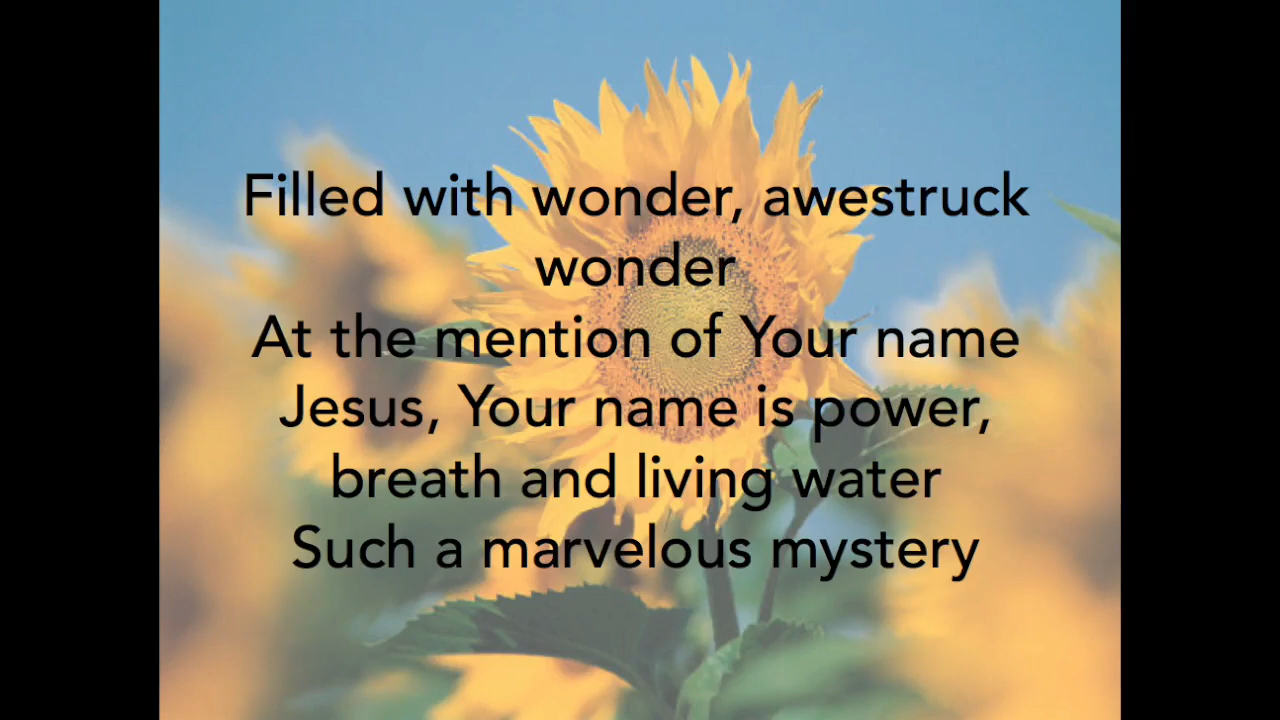 Filled with wonder, awestruck
wonder
At the mention of Your name
Jesus, Your name is power,
breath and living water
Such a marvelous mystery